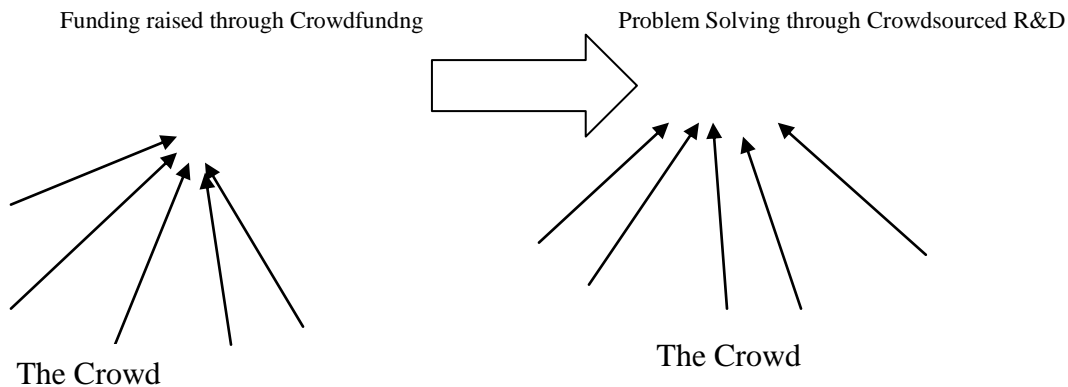 Funding raised through Crowdfundng
Problem Solving through Crowdsourced R&D
The Crowd
The Crowd